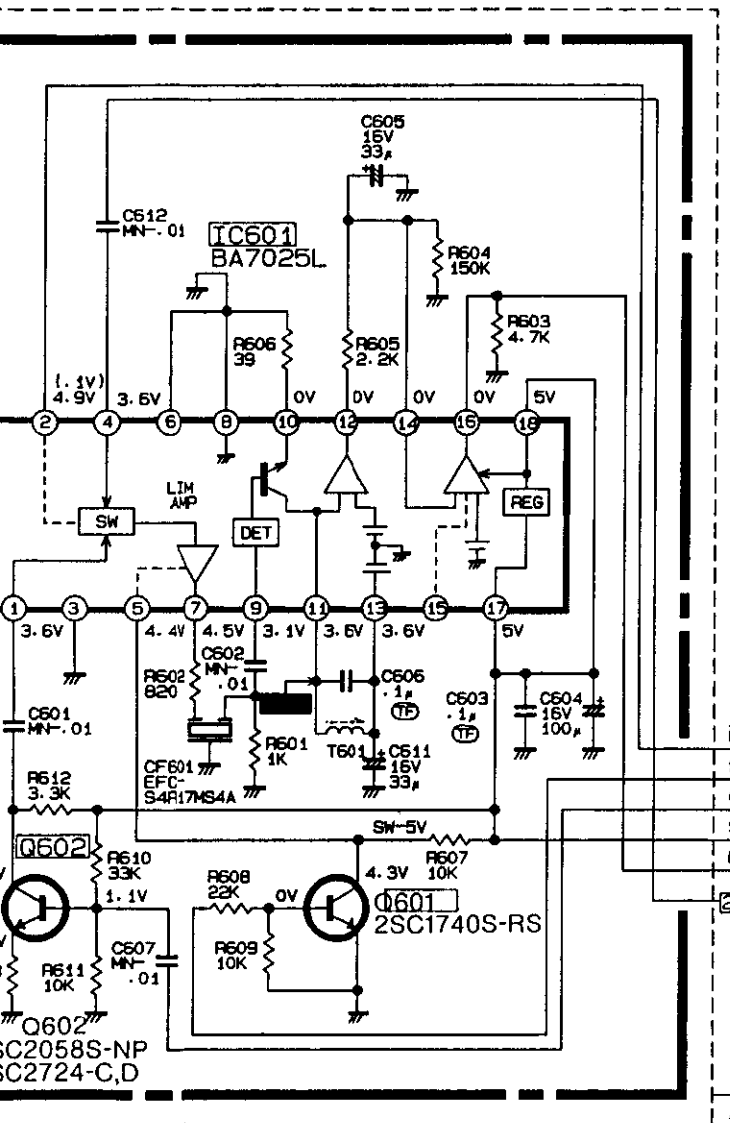 C605
16V
33μ
C612
MN-.01
IC601
BA7025L
R604
150K
R603
4.7K
R606
39
R605
2.2K
(.1V)
4.9V
3.6V
0V
0V
0V
0V
5V
2
4
6
8
10
12
14
16
18
LIM
AMP
SW
DET
REG
1
3
5
7
9
11
13
15
17
3.6V
4.4V
4.5V
3.1V
3.6V
3.6V
5V
C602
MN-
.01
R602
820
C606
.1μ
TF
C603
.1μ
TF
C604
16V
100μ
C601
MN-.01
R601
1K
T601
C611
16V
33μ
CF601
EFC-
S4R17MS4A
R612
3.3K
SW-5V
Q602
R610
33K
R607
10K
4.3V
R608
22K
0V
Q601
2SC1740S-RS
1.1V
C607
MN-
.01
R611
10K
R609
10K
Q602
SC2058S-NP
SC2724-C,D
2